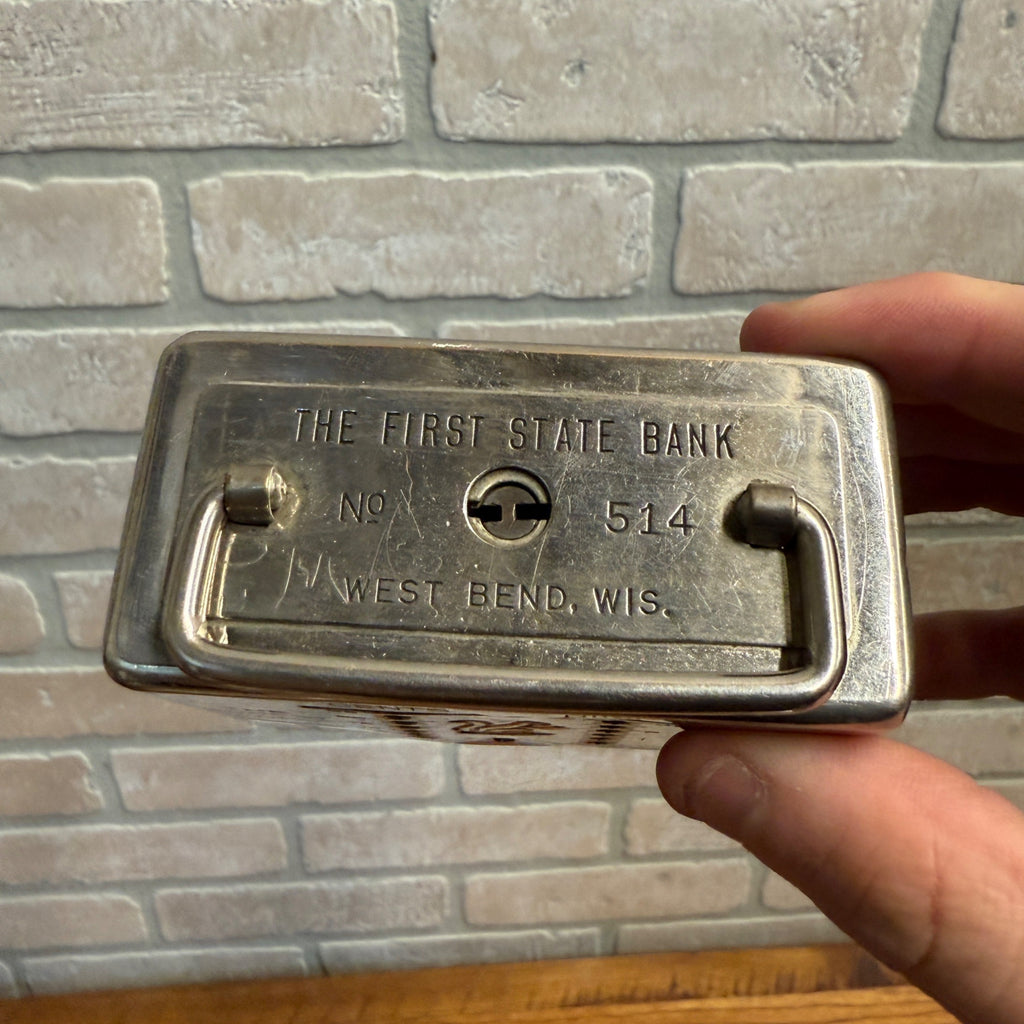 THE FIRST STATE BANK
Nº 514
WEST BEND, WIS.